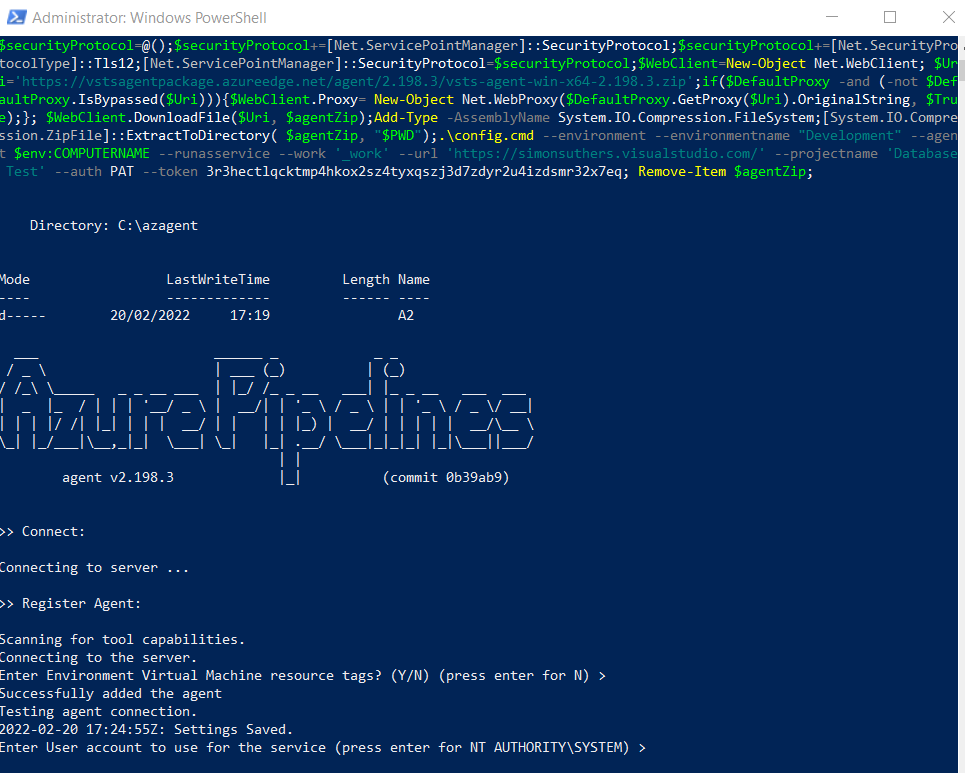 Administrator: Windows PowerShell
$securityProtocol=@();$securityProtocol+=[Net.ServicePointManager]::SecurityProtocol;$securityProtocol+=[Net.SecurityPro
tocolType]::Tls12;[Net.ServicePointManager]::SecurityProtocol=$securityProtocol;$WebClient=New-Object Net.WebClient; $Ur
i='https://vstsagentpackage.azureedge.net/agent/2.198.3/vsts-agent-win-x64-2.198.3.zip';if($DefaultProxy -and (-not $Def
aultProxy.IsBypassed($Uri))){$WebClient.Proxy= New-Object Net.WebProxy($DefaultProxy.GetProxy($Uri).OriginalString, $Tru
e);}; $WebClient.DownloadFile($Uri, $agentZip);Add-Type -AssemblyName System.IO.Compression.FileSystem;[System.IO.Compre
ssion.ZipFile]::ExtractToDirectory( $agentZip, "$PWD");.\config.cmd --environment --environmentname "Development" --agen
t $env:COMPUTERNAME --runasservice --work '_work' --url 'https://simonsuthers.visualstudio.com/' --projectname 'Database
Test' --auth PAT --token 3r3hectlqcktmp4hkox2sz4tyxqszj3d7zdyr2u4izdsmr32x7eq; Remove-Item $agentZip;
Directory: C:\azagent
Mode LastWriteTime Length Name
---- ------------- ------ ----
d----- 20/02/2022 17:19 A2
Azure Pipelines
agent v2.198.3 (commit 0b39ab9)
>> Connect:
Connecting to server ...
>> Register Agent:
Scanning for tool capabilities.
Connecting to the server.
Enter Environment Virtual Machine resource tags? (Y/N) (press enter for N) >
Successfully added the agent
Testing agent connection.
2022-02-20 17:24:55Z: Settings Saved.
Enter User account to use for the service (press enter for NT AUTHORITY\SYSTEM) >